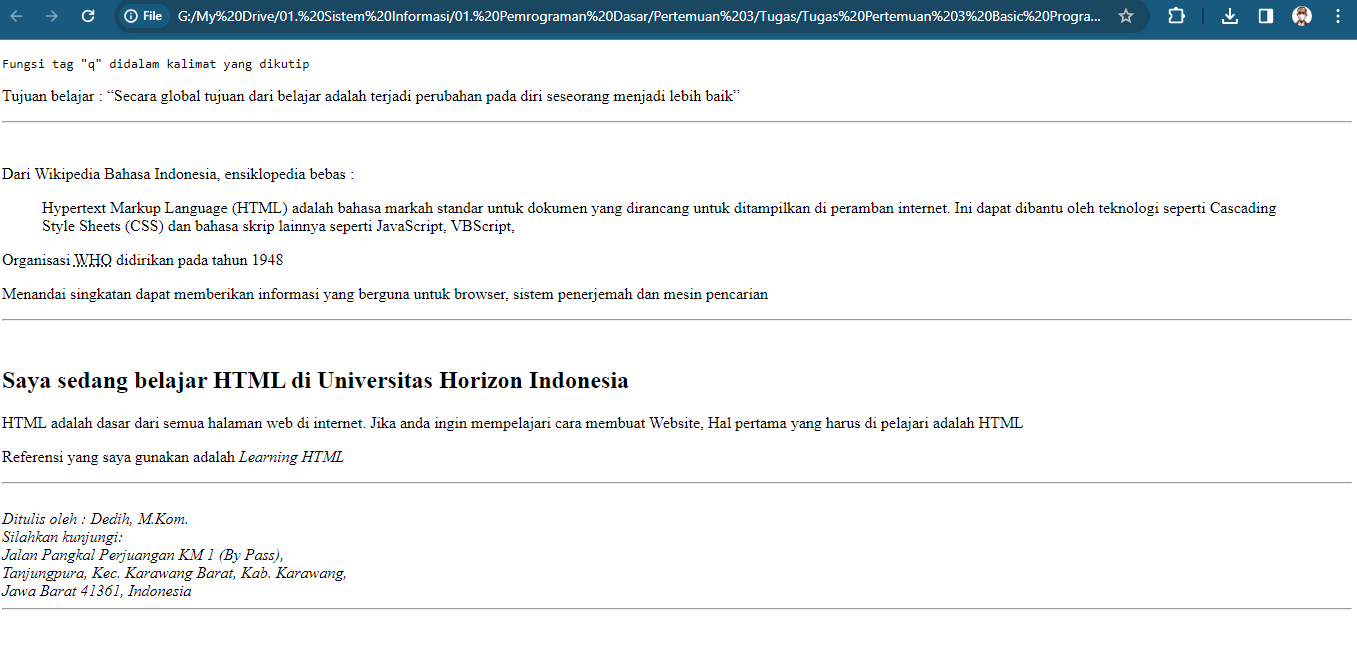 File G:/My%20Drive/01.%20Sistem%20Informasi/01.%20Pemrograman%20Dasar/Pertemuan%203/Tugas/Tugas%20Pertemuan%203%20Basic%20Progra...
Fungsi tag "q" didalam kalimat yang dikutip
Tujuan belajar : “Secara global tujuan dari belajar adalah terjadi perubahan pada diri seseorang menjadi lebih baik”
Dari Wikipedia Bahasa Indonesia, ensiklopedia bebas :
Hypertext Markup Language (HTML) adalah bahasa markah standar untuk dokumen yang dirancang untuk ditampilkan di peramban internet. Ini dapat dibantu oleh teknologi seperti Cascading
Style Sheets (CSS) dan bahasa skrip lainnya seperti JavaScript, VBScript,
Organisasi WHO didirikan pada tahun 1948
Menandai singkatan dapat memberikan informasi yang berguna untuk browser, sistem penerjemah dan mesin pencarian
Saya sedang belajar HTML di Universitas Horizon Indonesia
HTML adalah dasar dari semua halaman web di internet. Jika anda ingin mempelajari cara membuat Website, Hal pertama yang harus di pelajari adalah HTML
Referensi yang saya gunakan adalah Learning HTML
Ditulis oleh : Dedih, M.Kom.
Silahkan kunjungi:
Jalan Pangkal Perjuangan KM 1 (By Pass),
Tanjungpura, Kec. Karawang Barat, Kab. Karawang,
Jawa Barat 41361, Indonesia